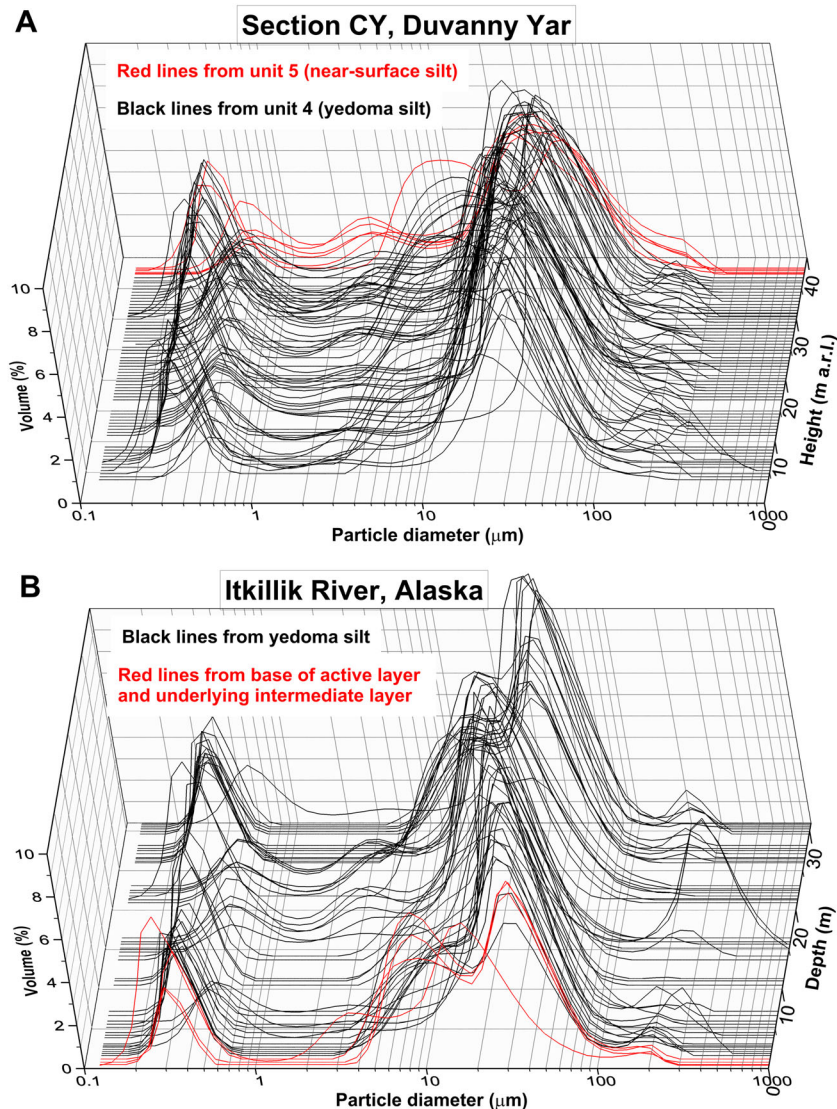 A
Section CY, Duvanny Yar
Red lines from unit 5 (near-surface silt)
Black lines from unit 4 (yedoma silt)
10
8
6
4
2
0
Volume (%)
0.1
1
10
100
1000
Particle diameter (μm)
10
20
30
40
Height (m a.r.l.)
B
Itkillik River, Alaska
Black lines from yedoma silt
Red lines from base of active layer
and underlying intermediate layer
10
8
6
4
2
0
Volume (%)
0.1
1
10
100
1000
Particle diameter (μm)
10
20
30
Depth (m)